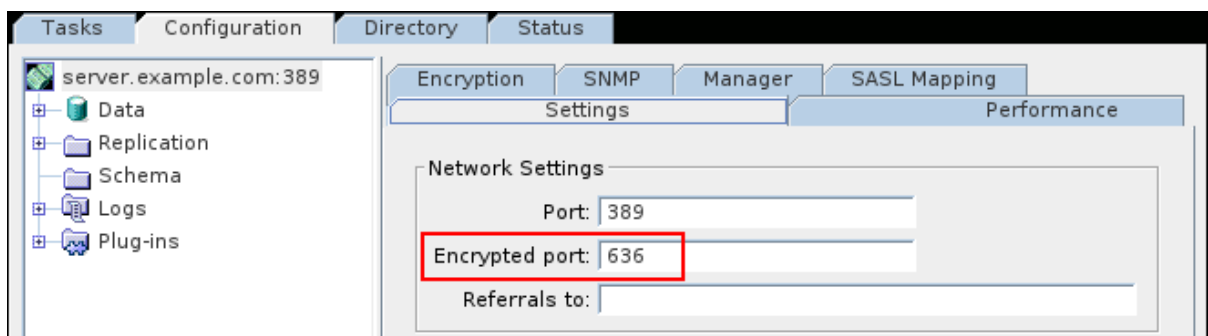 Tasks Configuration Directory Status
server.example.com:389
Data
Replication
Schema
Logs
Plug-ins
Encryption SNMP Manager SASL Mapping
Settings Performance
Network Settings
Port: 389
Encrypted port: 636
Referrals to: